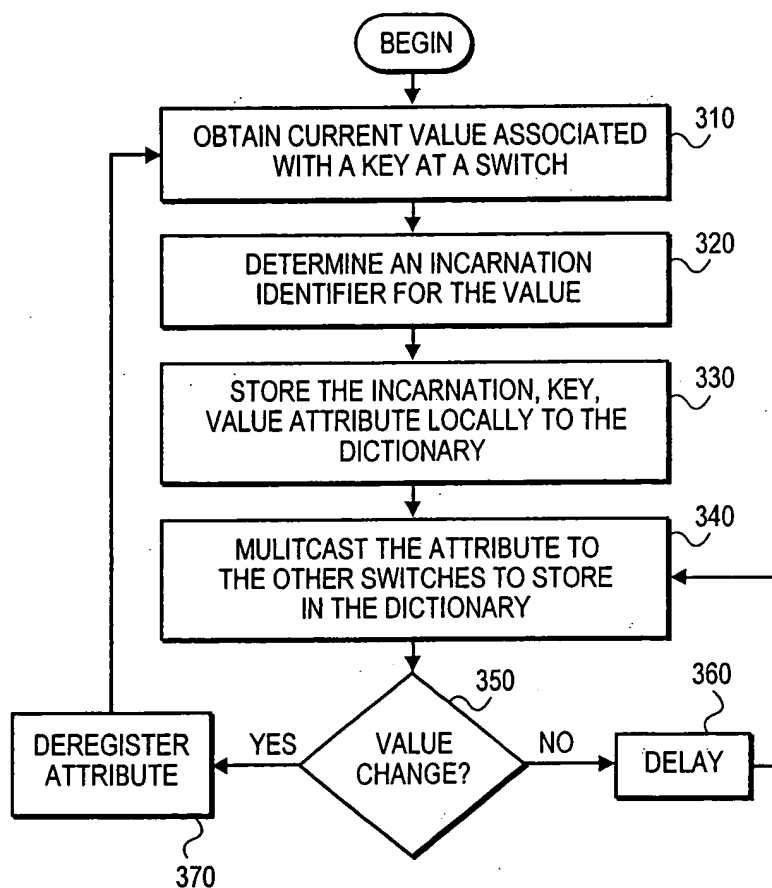 BEGIN
OBTAIN CURRENT VALUE ASSOCIATED
WITH A KEY AT A SWITCH
310
DETERMINE AN INCARNATION
IDENTIFIER FOR THE VALUE
320
STORE THE INCARNATION, KEY,
VALUE ATTRIBUTE LOCALLY TO THE
DICTIONARY
330
MULITCAST THE ATTRIBUTE TO
THE OTHER SWITCHES TO STORE
IN THE DICTIONARY
340
VALUE
CHANGE?
350
YES
NO
DEREGISTER
ATTRIBUTE
370
DELAY
360